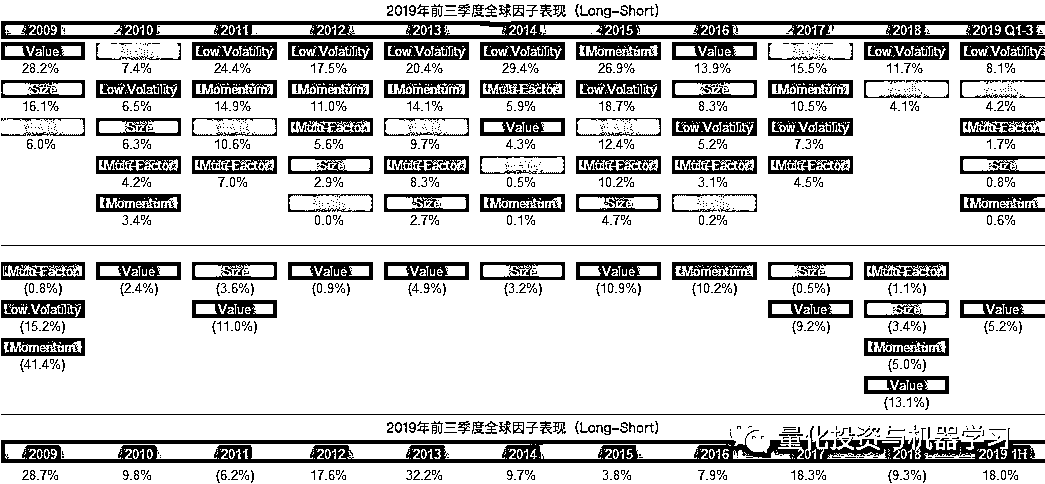 2019年前三季度全球因子表现（Long-Short）
2009 2010 2011 2012 2013 2014 2015 2016 2017 2018 2019 Q1-3
Value Low Volatility Low Volatility Low Volatility Low Volatility Momentum Value Low Volatility Low Volatility
28.2% 7.4% 24.4% 17.5% 20.4% 29.4% 26.9% 13.9% 15.5% 11.7% 8.1%
Size Low Volatility Momentum Momentum Momentum Multi-Factor Low Volatility Size Momentum
16.1% 6.5% 14.9% 11.0% 14.1% 5.9% 18.7% 8.3% 10.5% 4.1% 4.2%
Size Multi-Factor Value Low Volatility Low Volatility Multi-Factor
6.0% 6.3% 10.6% 5.6% 9.7% 4.3% 12.4% 5.2% 7.3% 1.7%
Multi-Factor Multi-Factor Size Multi-Factor Multi-Factor Multi-Factor Multi-Factor Size
4.2% 7.0% 2.9% 8.3% 0.5% 10.2% 3.1% 4.5% 0.8%
Momentum Size Momentum Size Momentum
3.4% 0.0% 2.7% 0.1% 4.7% 0.2% 0.6%
Multi-Factor Value Size Value Value Size Value Momentum Size Multi-Factor
(0.8%) (2.4%) (3.6%) (0.9%) (4.9%) (3.2%) (10.9%) (10.2%) (0.5%) (1.1%)
Low Volatility Value Value Size Value
(15.2%) (11.0%) (9.2%) (3.4%) (5.2%)
Momentum Momentum
(41.4%) (5.0%)
Value
(13.1%)
2019年前三季度全球因子表现（Long-Short）
量化投资与机器学习
2009 2010 2011 2012 2013 2014 2015 2016 2017 2018 2019 1H
28.7% 9.8% (6.2%) 17.6% 32.2% 9.7% 3.8% 7.9% 18.3% (9.3%) 18.0%